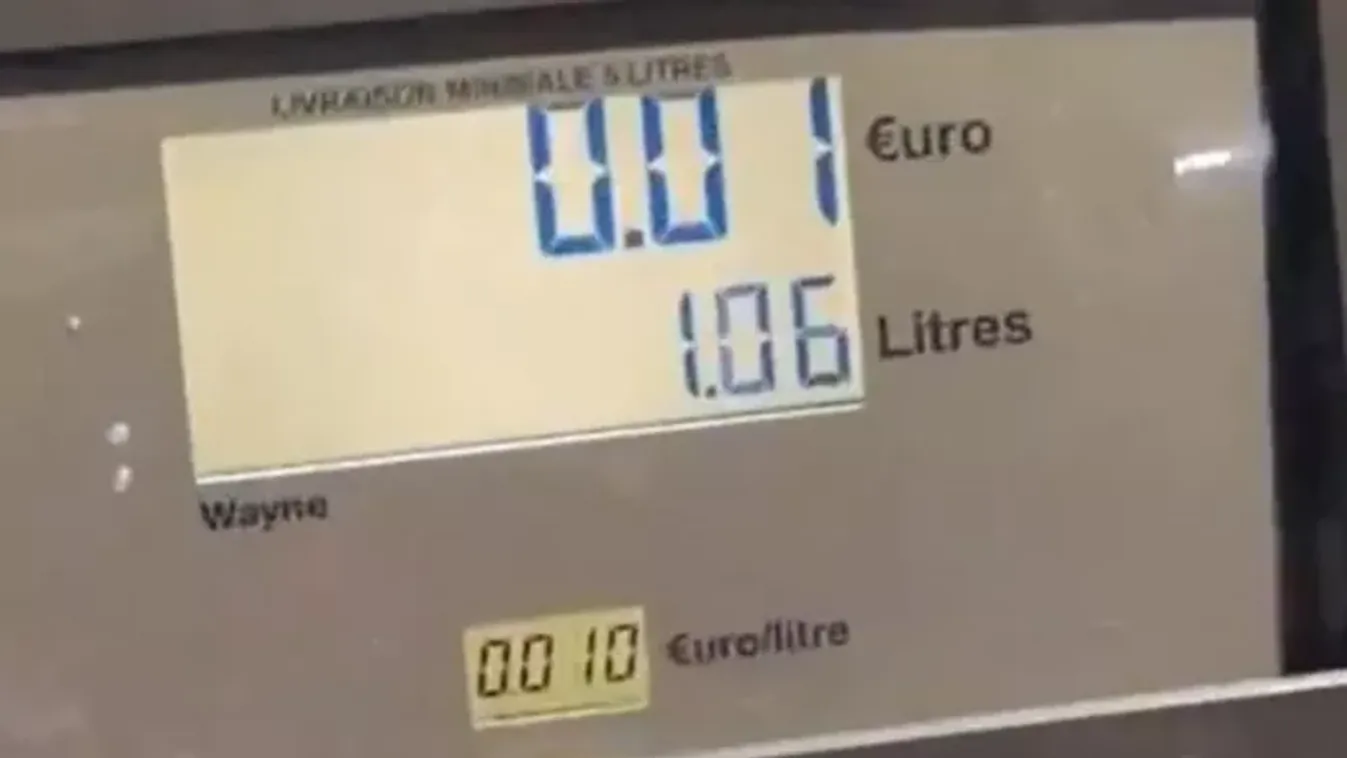 LIVRAISON MINIMALE 5 LITRES
0.01 €uro
1.06 Litres
Wayne
0.010 €uro/litre